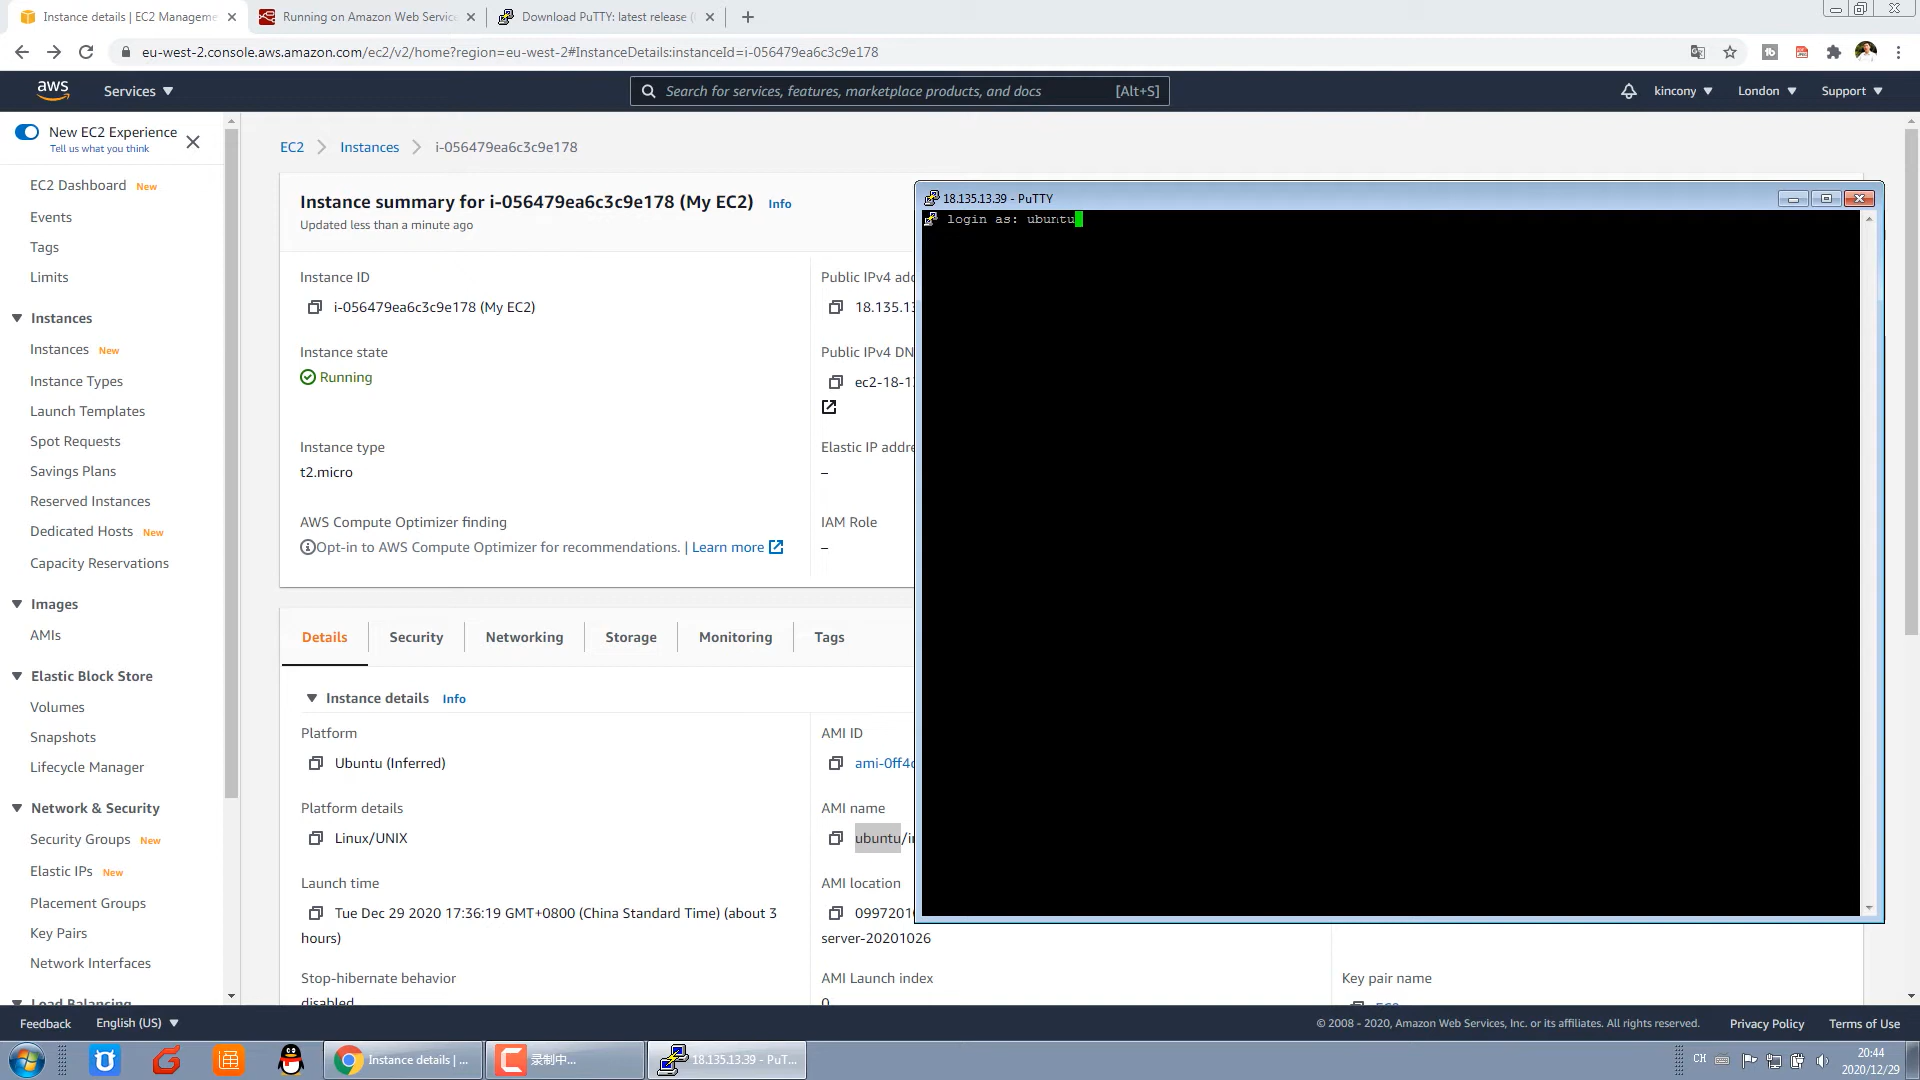 Instance details | EC2 Manageme
Running on Amazon Web Service
Download PuTTY: latest release (
eu-west-2.console.aws.amazon.com/ec2/v2/home?region=eu-west-2#InstanceDetails:instanceId=i-056479ea6c3c9e178
aws
Services
Search for services, features, marketplace products, and docs
[Alt+S]
kincony
London
Support
New EC2 Experience
Tell us what you think
EC2 Dashboard New
Events
Tags
Limits
Instances
Instances New
Instance Types
Launch Templates
Spot Requests
Savings Plans
Reserved Instances
Dedicated Hosts New
Capacity Reservations
Images
AMIs
Elastic Block Store
Volumes
Snapshots
Lifecycle Manager
Network & Security
Security Groups New
Elastic IPs New
Placement Groups
Key Pairs
Network Interfaces
Load Balancing
EC2 Instances i-056479ea6c3c9e178
Instance summary for i-056479ea6c3c9e178 (My EC2) Info
Updated less than a minute ago
Instance ID
i-056479ea6c3c9e178 (My EC2)
Instance state
Running
Instance type
t2.micro
AWS Compute Optimizer finding
Opt-in to AWS Compute Optimizer for recommendations. | Learn more
Public IPv4 add
18.135.13
Public IPv4 DN
ec2-18-1
Elastic IP addre
–
IAM Role
–
18.135.13.39 - PuTTY
login as: ubuntu
Details
Security
Networking
Storage
Monitoring
Tags
Instance details Info
Platform
Ubuntu (Inferred)
Platform details
Linux/UNIX
Launch time
Tue Dec 29 2020 17:36:19 GMT+0800 (China Standard Time) (about 3
hours)
Stop-hibernate behavior
disabled
AMI ID
ami-0ff4
AMI name
ubuntu/i
AMI location
0997201
server-20201026
AMI Launch index
0
Key pair name
Feedback
English (US)
© 2008 - 2020, Amazon Web Services, Inc. or its affiliates. All rights reserved.
Privacy Policy
Terms of Use
Instance details | ...
录制中...
18.135.13.39 - PuT...
CH
20:44
2020/12/29